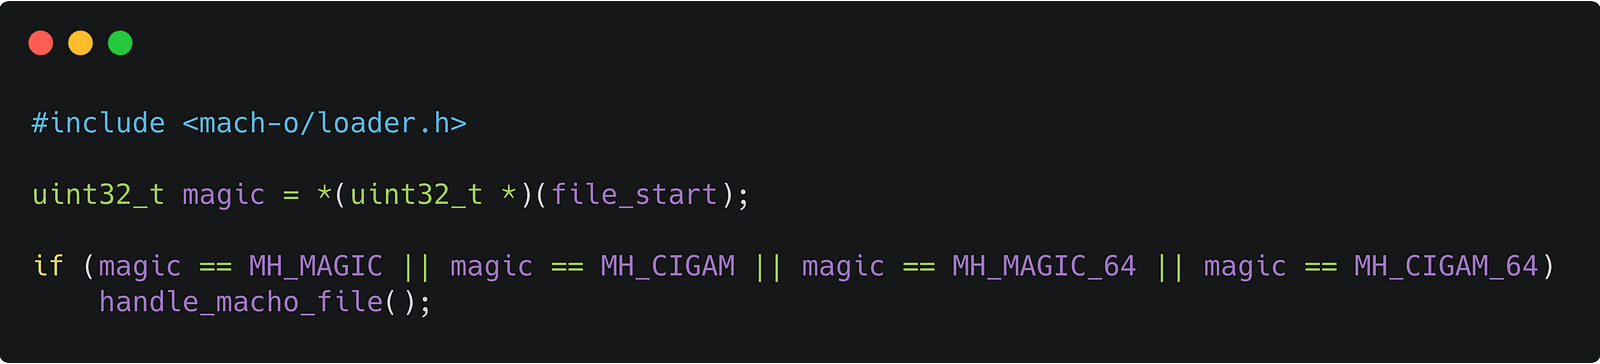 #include <mach-o/loader.h>
uint32_t magic = *(uint32_t *)(file_start);
if (magic == MH_MAGIC || magic == MH_CIGAM || magic == MH_MAGIC_64 || magic == MH_CIGAM_64)
    handle_macho_file();